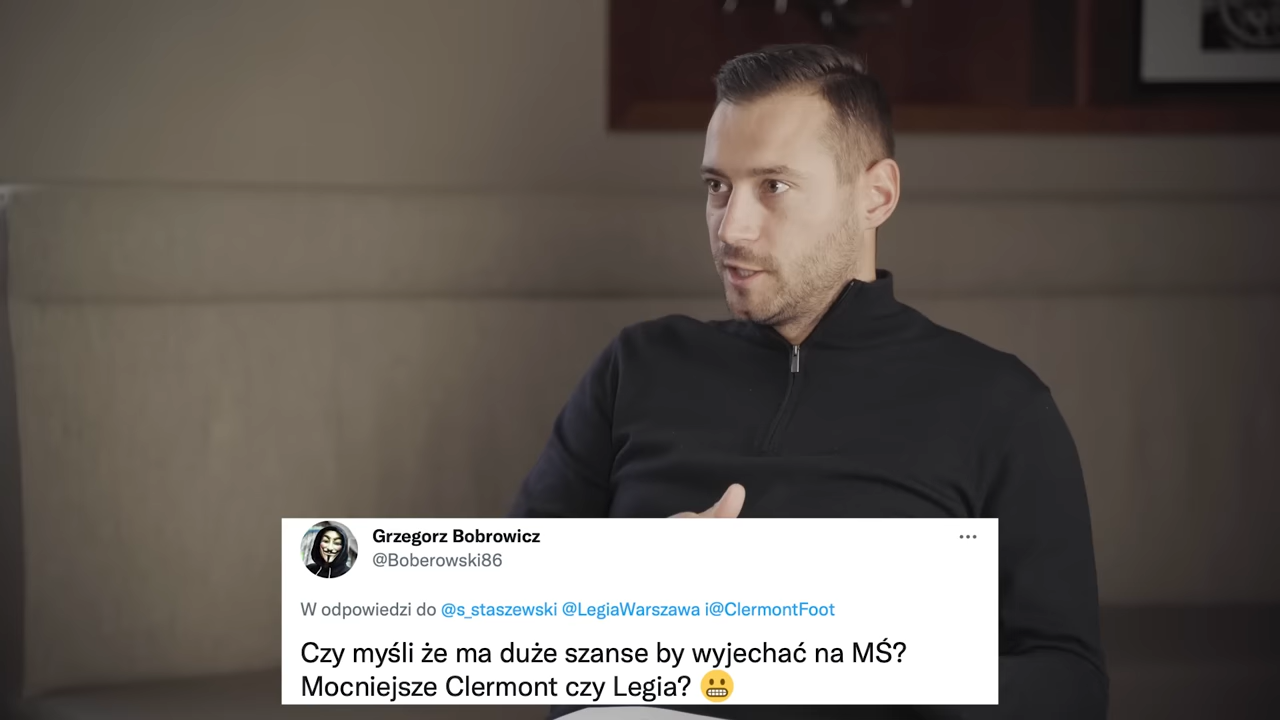 Grzegorz Bobrowicz
@Boberowski86
W odpowiedzi do @s_staszewski @LegiaWarszawa i@ClermontFoot
Czy myśli że ma duże szanse by wyjechać na MŚ?
Mocniejsze Clermont czy Legia? 😬